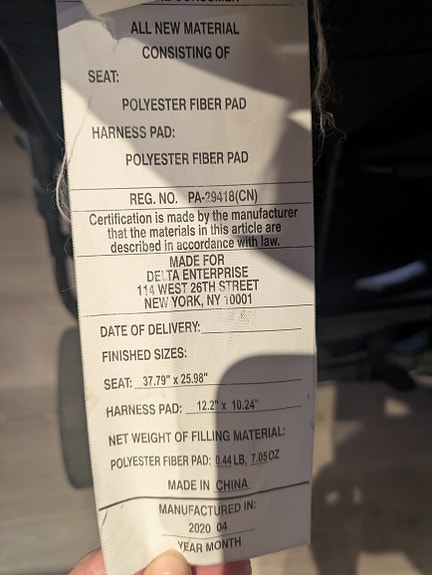 CONSUMER
ALL NEW MATERIAL
CONSISTING OF
SEAT:
POLYESTER FIBER PAD
HARNESS PAD:
POLYESTER FIBER PAD
REG. NO. PA-29418(CN)
Certification is made by the manufacturer
that the materials in this article are
described in accordance with law.
MADE FOR
DELTA ENTERPRISE
114 WEST 26TH STREET
NEW YORK, NY 10001
DATE OF DELIVERY:
FINISHED SIZES:
SEAT: 37.79" x 25.98"
HARNESS PAD: 12.2" x 10.24"
NET WEIGHT OF FILLING MATERIAL:
POLYESTER FIBER PAD: 0.44 LB, 7.05 OZ
MADE IN CHINA
MANUFACTURED IN:
2020 04
YEAR MONTH